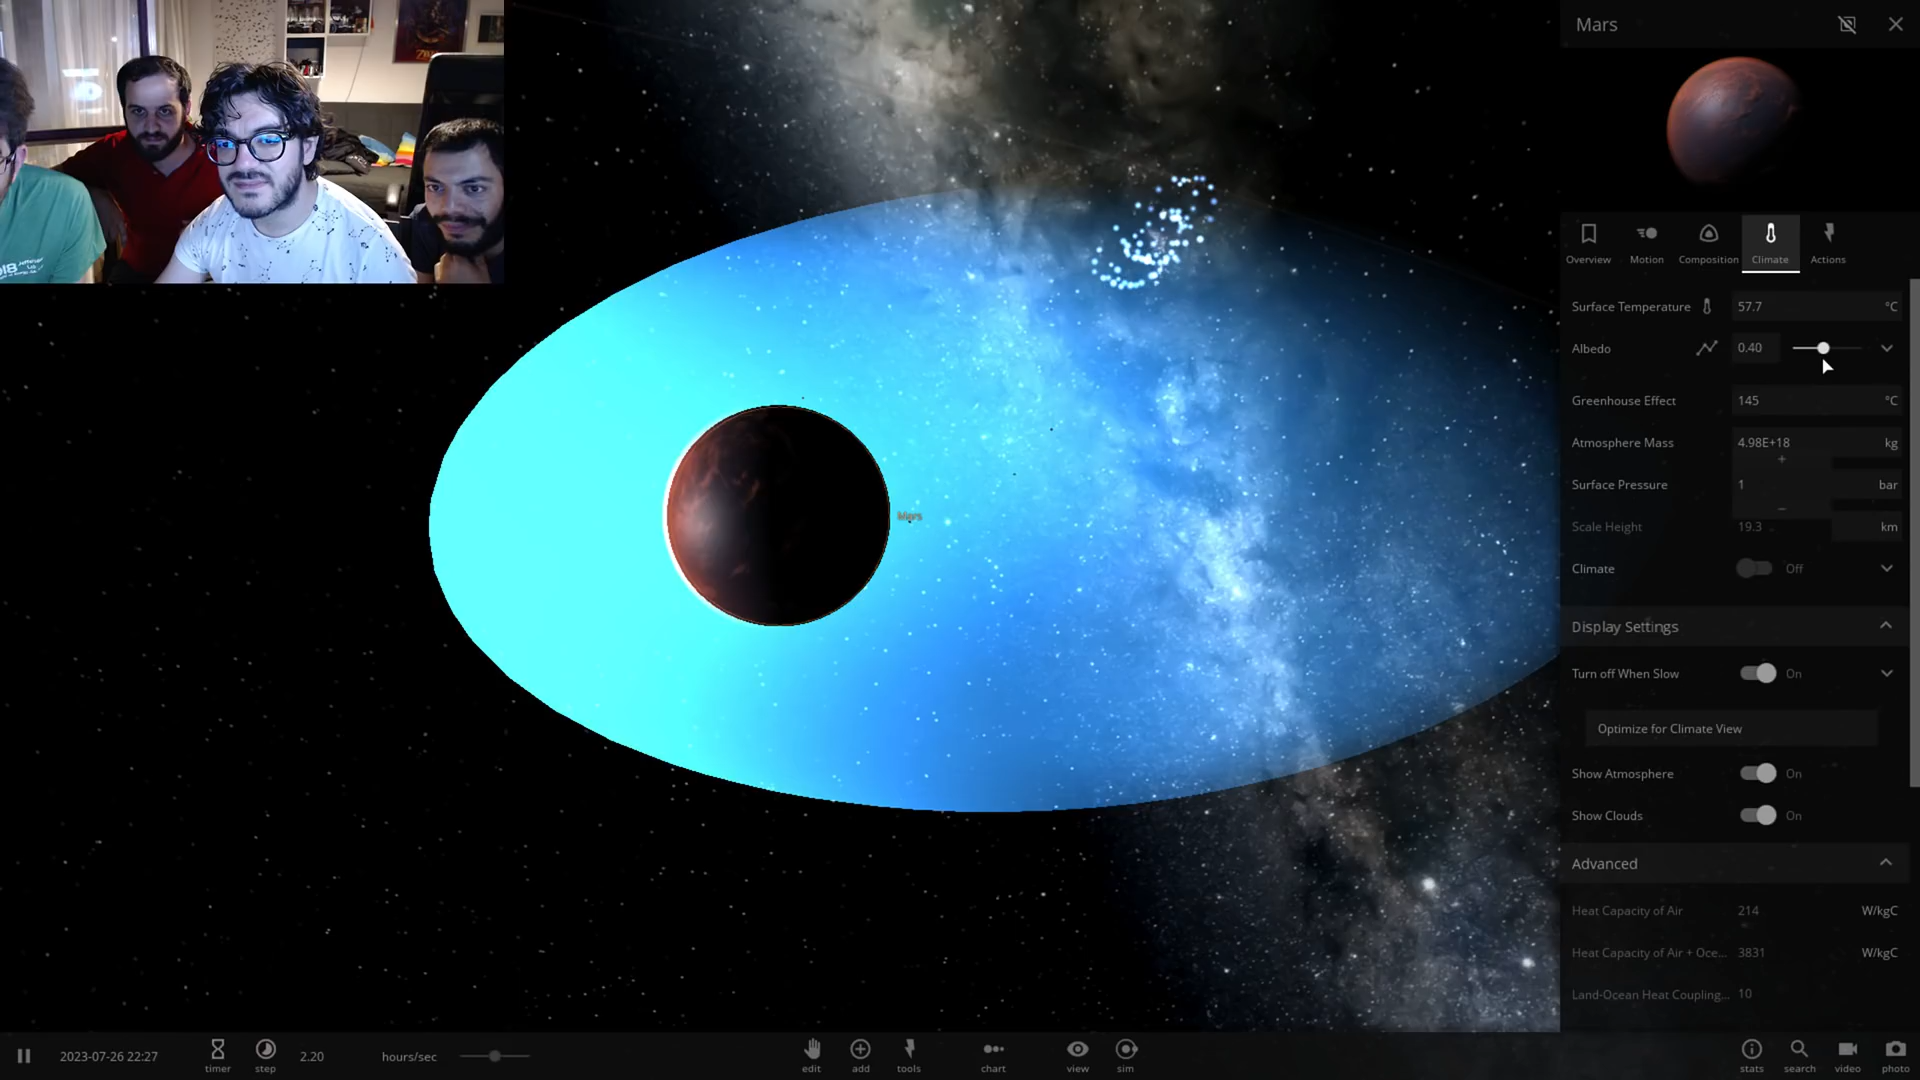 Mars
Overview
Motion
Composition
Climate
Actions
Surface Temperature 57.7 °C
Albedo 0.40
Greenhouse Effect 145 °C
Atmosphere Mass 4.98E+18 kg
+
Surface Pressure 1 bar
–
Scale Height 19.3 km
Climate Off
Display Settings
Turn off When Slow On
Optimize for Climate View
Show Atmosphere On
Show Clouds On
Advanced
Heat Capacity of Air 214 W/kgC
Heat Capacity of Air + Oce... 3831 W/kgC
Land-Ocean Heat Coupling... 10
Mars
2023-07-26 22:27
timer
step
2.20 hours/sec
edit
add
tools
chart
view
sim
stats
search
video
photo